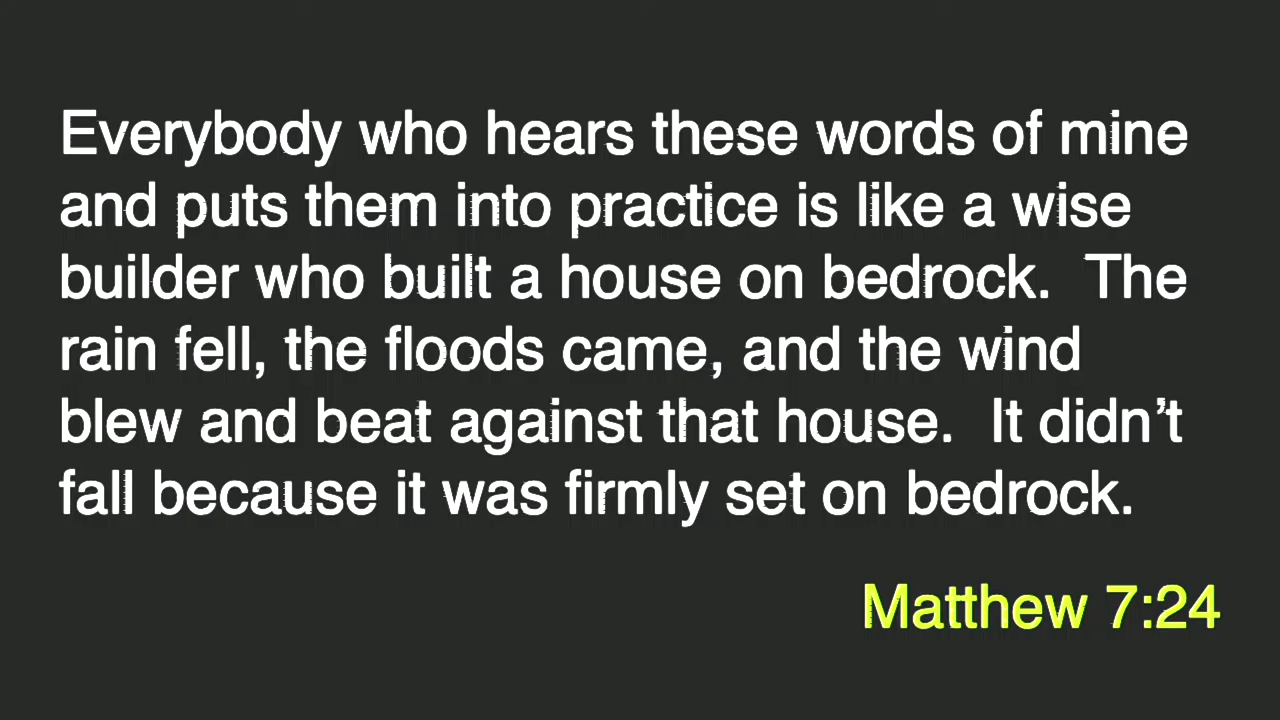 Everybody who hears these words of mine
and puts them into practice is like a wise
builder who built a house on bedrock.  The
rain fell, the floods came, and the wind
blew and beat against that house.  It didn’t
fall because it was firmly set on bedrock.
Matthew 7:24